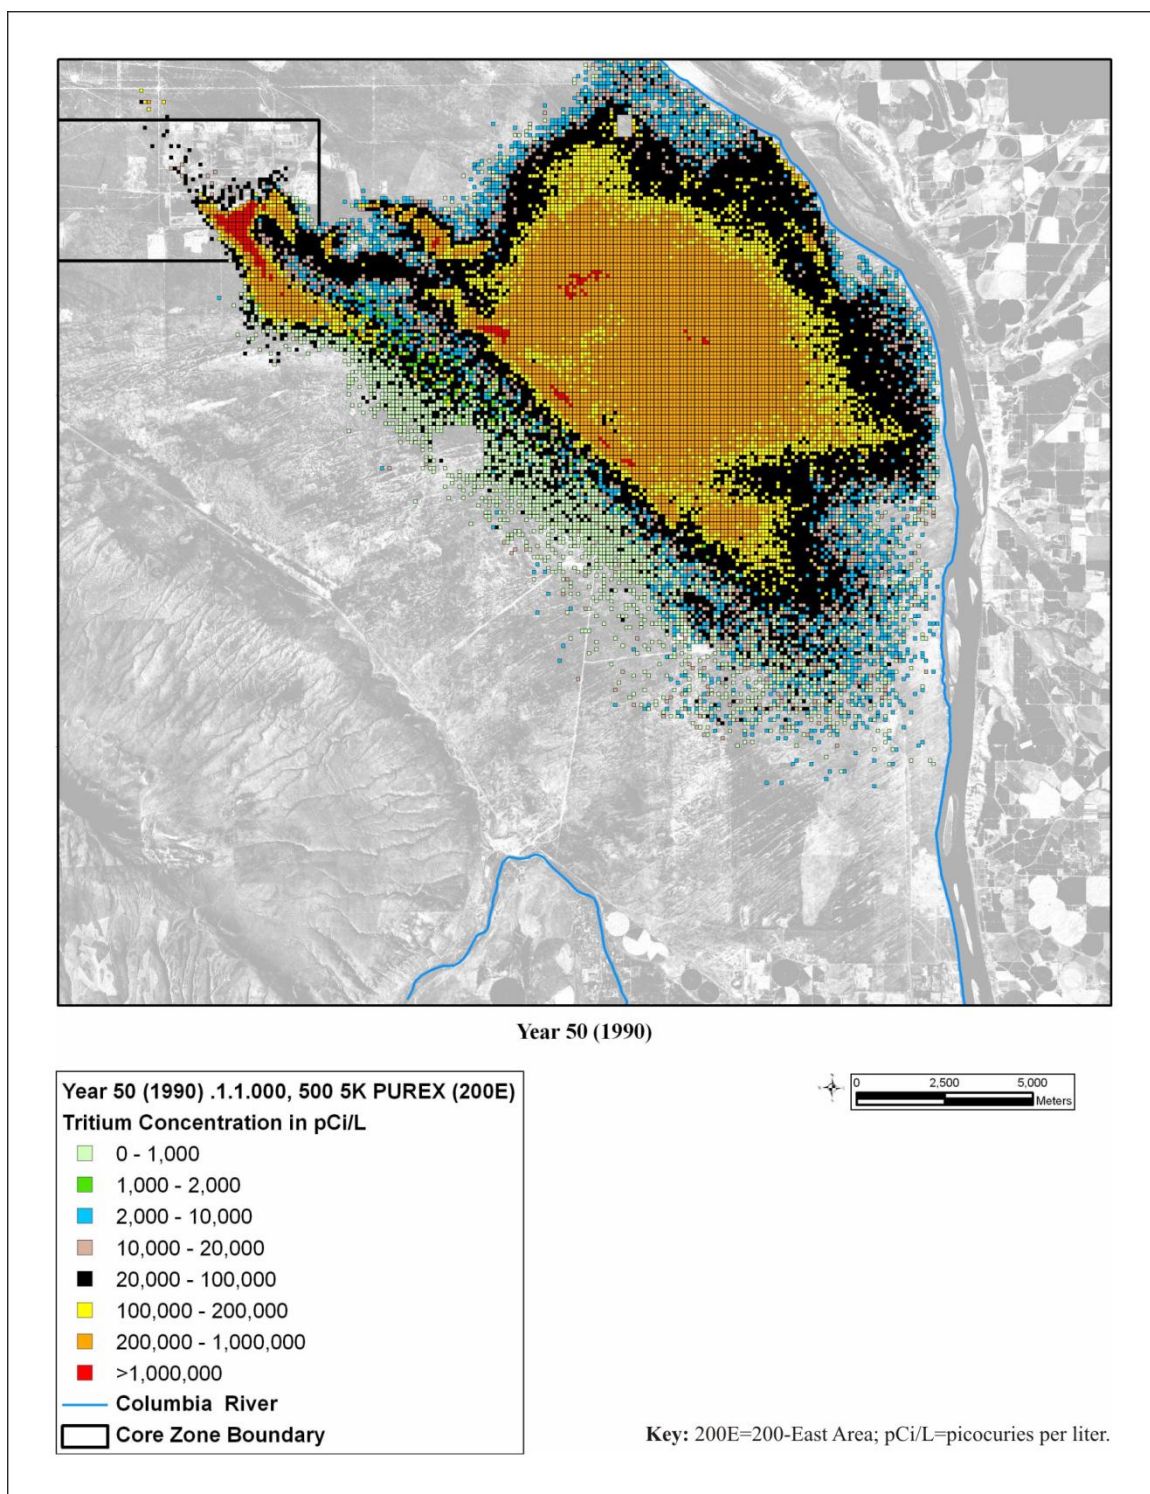 Year 50 (1990)
Year 50 (1990) .1.1.000, 500 5K PUREX (200E)
Tritium Concentration in pCi/L
0 - 1,000
1,000 - 2,000
2,000 - 10,000
10,000 - 20,000
20,000 - 100,000
100,000 - 200,000
200,000 - 1,000,000
>1,000,000
Columbia River
Core Zone Boundary
0 2,500 5,000
Meters
Key: 200E=200-East Area; pCi/L=picocuries per liter.